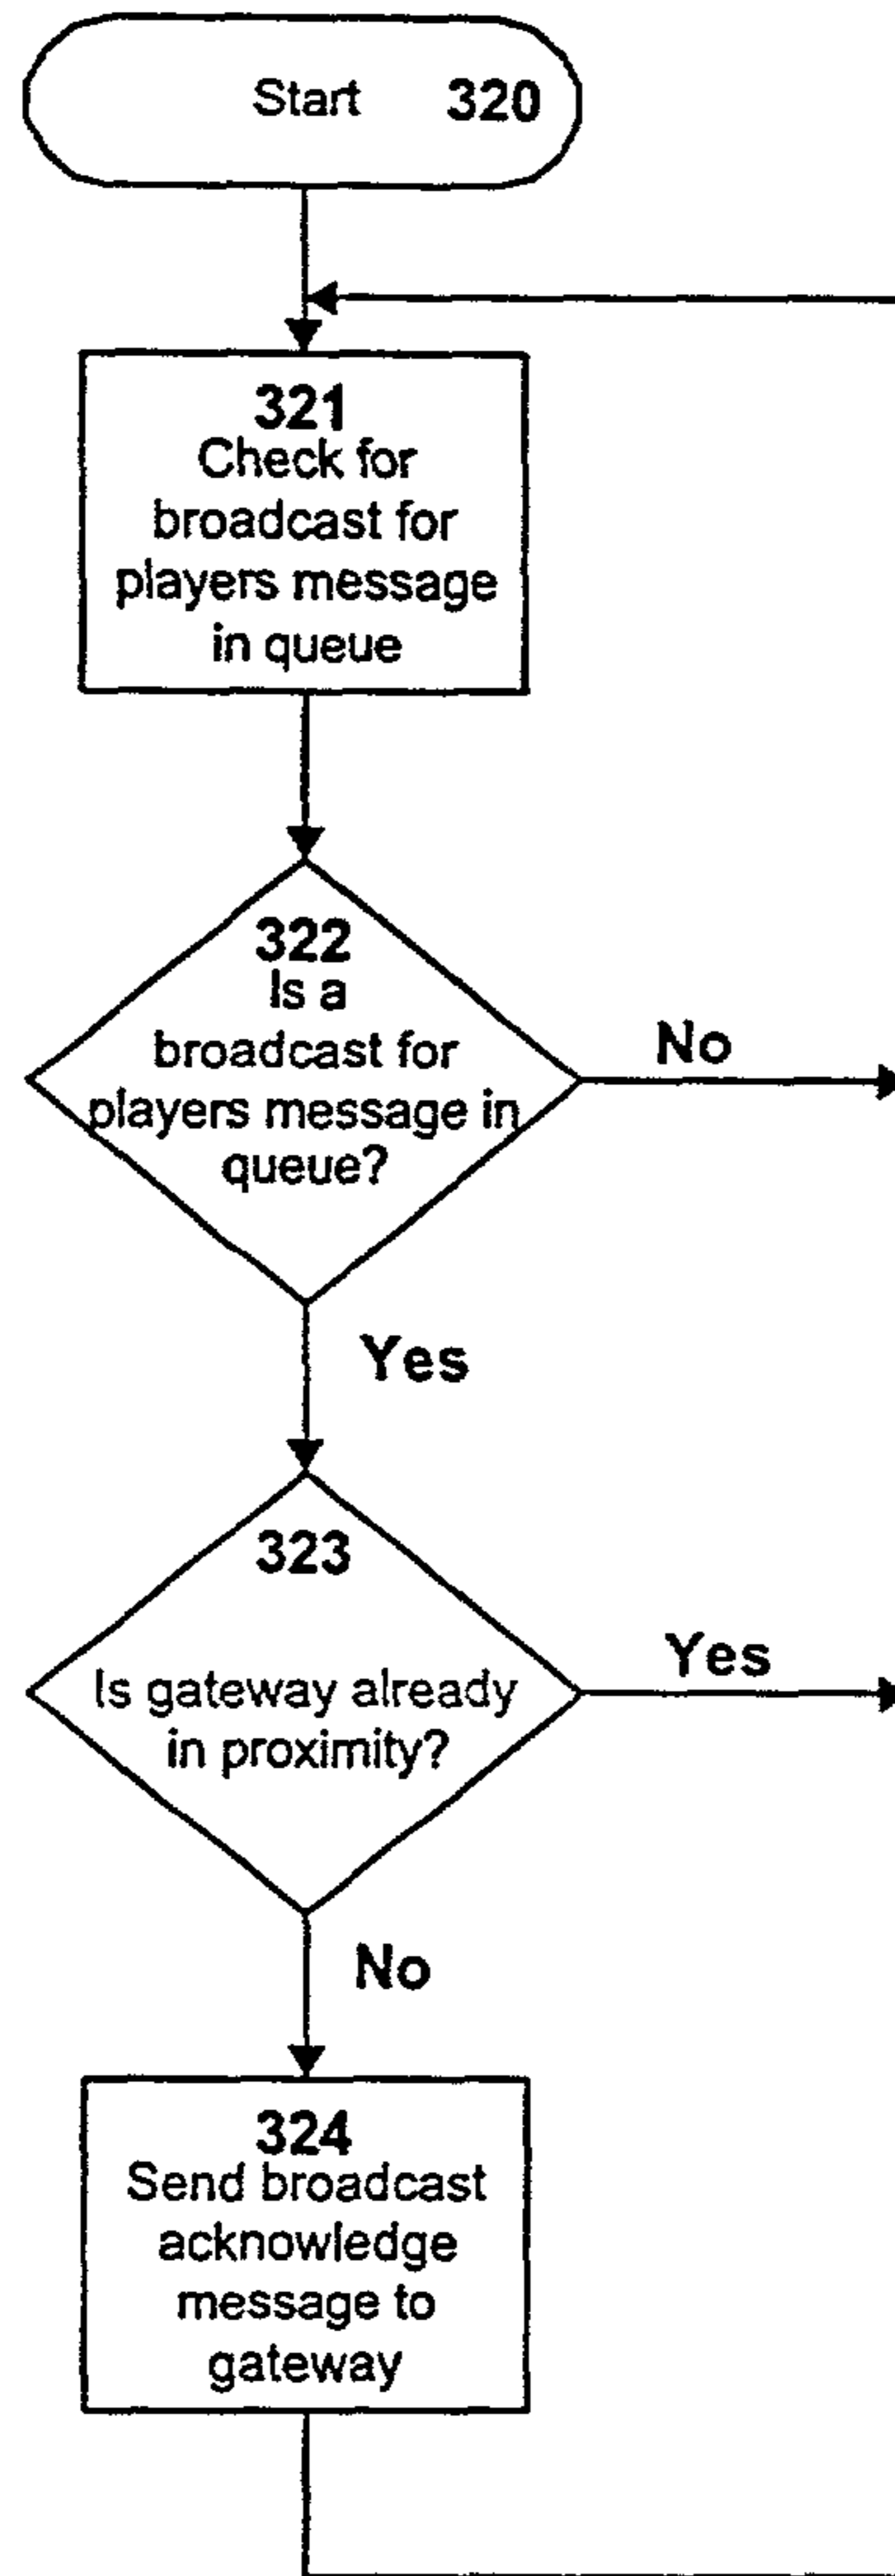 Start 320
321
Check for
broadcast for
players message
in queue
322
Is a
broadcast for
players message in
queue?
No
Yes
323
Is gateway already
in proximity?
Yes
No
324
Send broadcast
acknowledge
message to
gateway